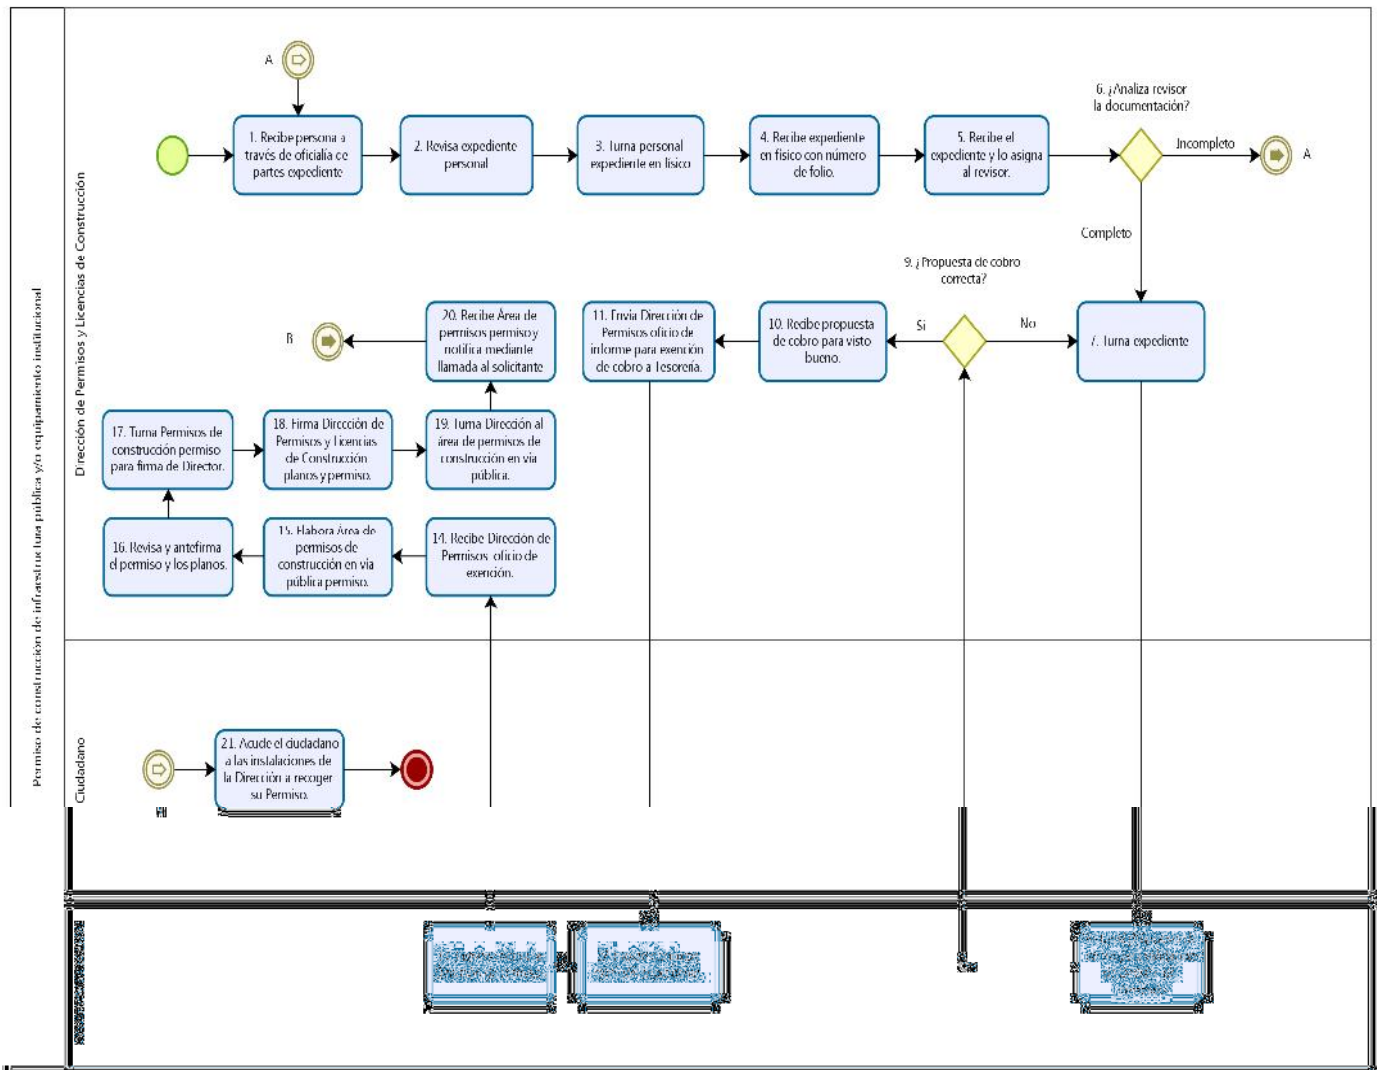 Permiso de construcción de infraestructura pública y/o equipamiento institucional
Dirección de Permisos y Licencias de Construcción
A
1. Recibe persona a
través de oficialía de
partes expediente
2. Revisa expediente
personal
3. Turna personal
expediente en físico
4. Recibe expediente
en físico con número
de folio.
5. Recibe el
expediente y lo asigna
al revisor.
6. ¿Analiza revisor
la documentación?
Incompleto
A
Completo
9. ¿Propuesta de cobro
correcta?
7. Turna expediente
No
Si
10. Recibe propuesta
de cobro para visto
bueno.
11. Envía Dirección de
Permisos oficio de
informe para exención
de cobro a Tesorería.
20. Recibe Área de
permisos permiso y
notifica mediante
llamada al solicitante
B
17. Turna Permisos de
construcción permiso
para firma de Director.
18. Firma Dirección de
Permisos y Licencias
de Construcción
planos y permiso.
19. Turna Dirección al
área de permisos de
construcción en vía
pública.
16. Revisa y antefirma
el permiso y los planos.
15. Elabora Área de
permisos de
construcción en vía
pública permiso.
14. Recibe Dirección de
Permisos oficio de
exención.
Ciudadano
21. Acude el ciudadano
a las instalaciones de
la Dirección a recoger
su Permiso.